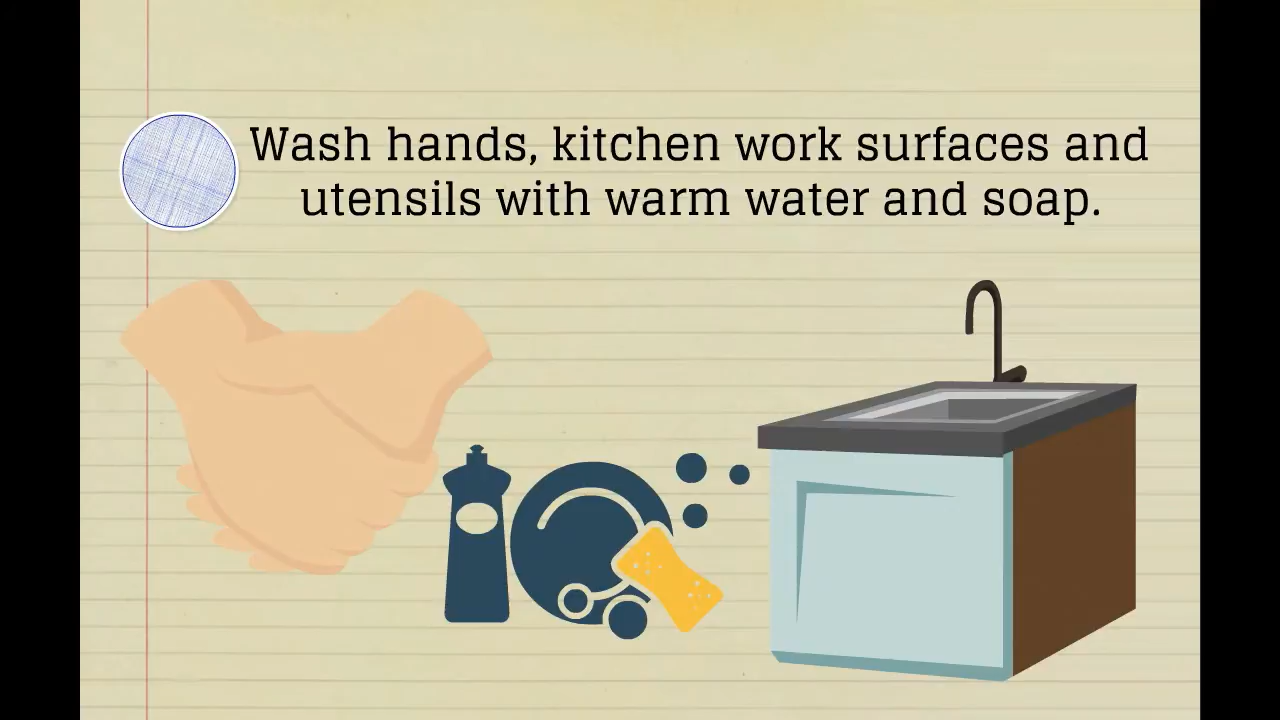 Wash hands, kitchen work surfaces and
utensils with warm water and soap.